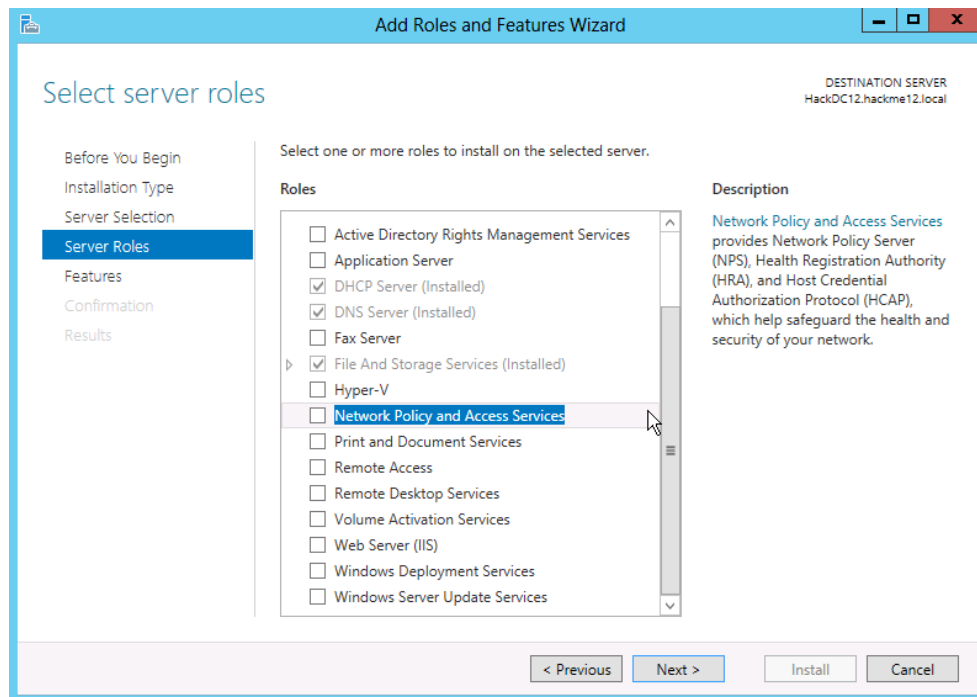 Add Roles and Features Wizard
x
Select server roles
DESTINATION SERVER
HackDC12.hackme12.local
Before You Begin
Installation Type
Server Selection
Server Roles
Features
Confirmation
Results
Select one or more roles to install on the selected server.
Roles
Active Directory Rights Management Services
Application Server
DHCP Server (Installed)
DNS Server (Installed)
Fax Server
File And Storage Services (Installed)
Hyper-V
Network Policy and Access Services
Print and Document Services
Remote Access
Remote Desktop Services
Volume Activation Services
Web Server (IIS)
Windows Deployment Services
Windows Server Update Services
Description
Network Policy and Access Services
provides Network Policy Server
(NPS), Health Registration Authority
(HRA), and Host Credential
Authorization Protocol (HCAP),
which help safeguard the health and
security of your network.
< Previous
Next >
Install
Cancel